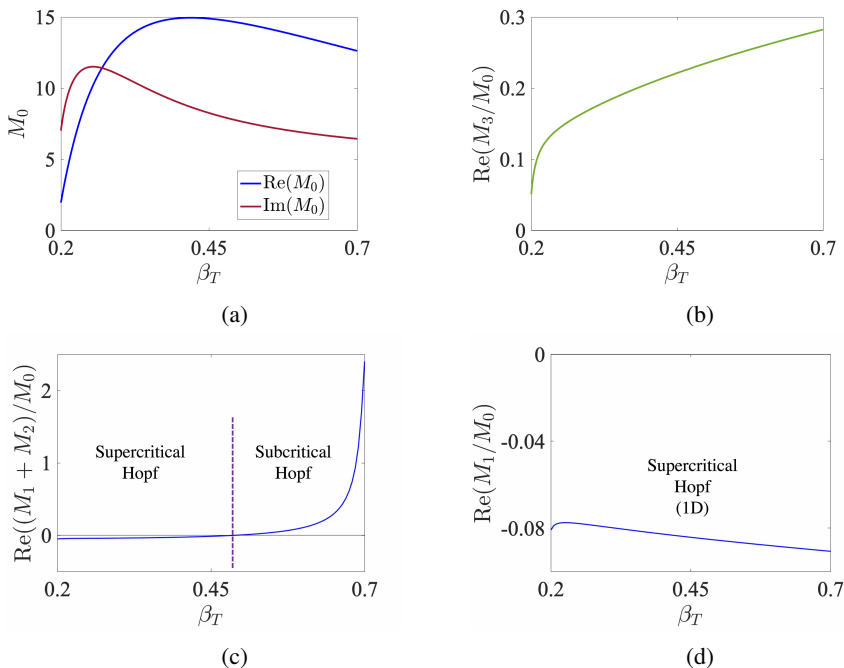 15
10
5
0
M_0
Re(M_0)
Im(M_0)
0.2
0.45
0.7
β_T
(a)
0.3
0.2
0.1
0
Re(M_3/M_0)
0.2
0.45
0.7
β_T
(b)
2
1
0
Re((M_1 + M_2)/M_0)
Supercritical
Hopf
Subcritical
Hopf
0.2
0.45
0.7
β_T
(c)
0
-0.04
-0.08
Re(M_1/M_0)
Supercritical
Hopf
(1D)
0.2
0.45
0.7
β_T
(d)